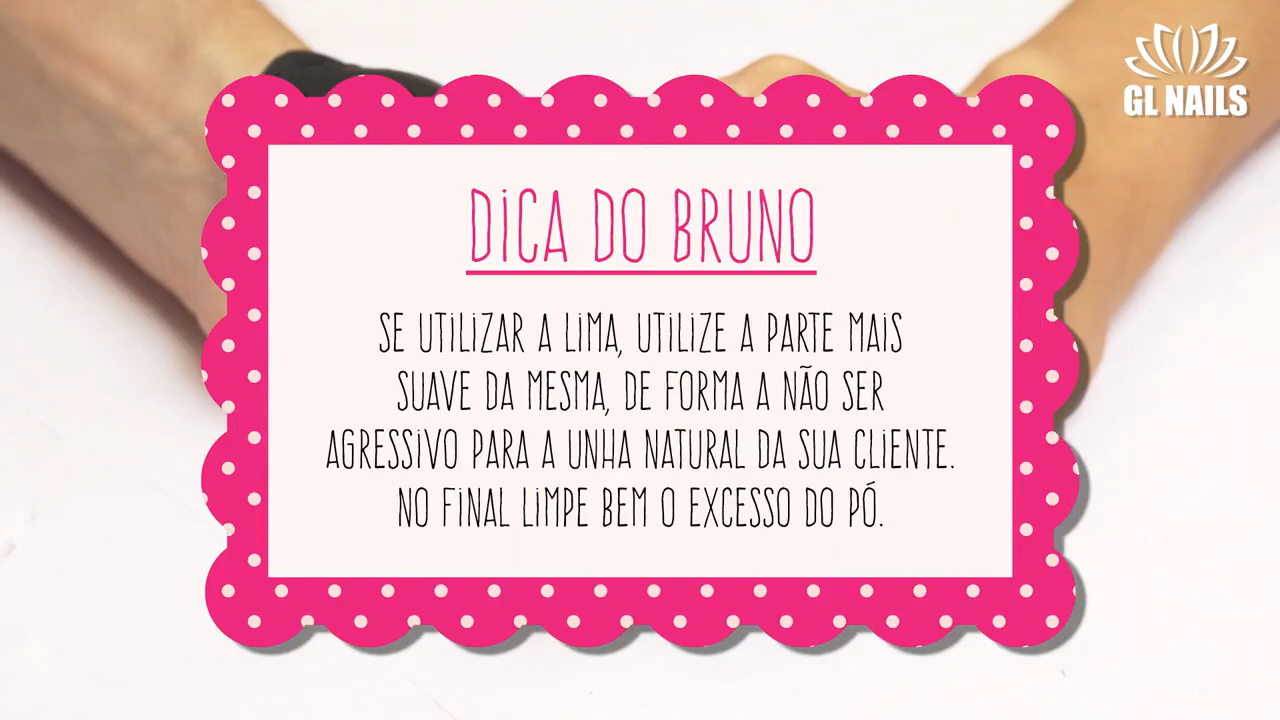 GL NAILS
DICA DO BRUNO
SE UTILIZAR A LIMA, UTILIZE A PARTE MAIS
SUAVE DA MESMA, DE FORMA A NÃO SER
AGRESSIVO PARA A UNHA NATURAL DA SUA CLIENTE.
NO FINAL LIMPE BEM O EXCESSO DO PÓ.